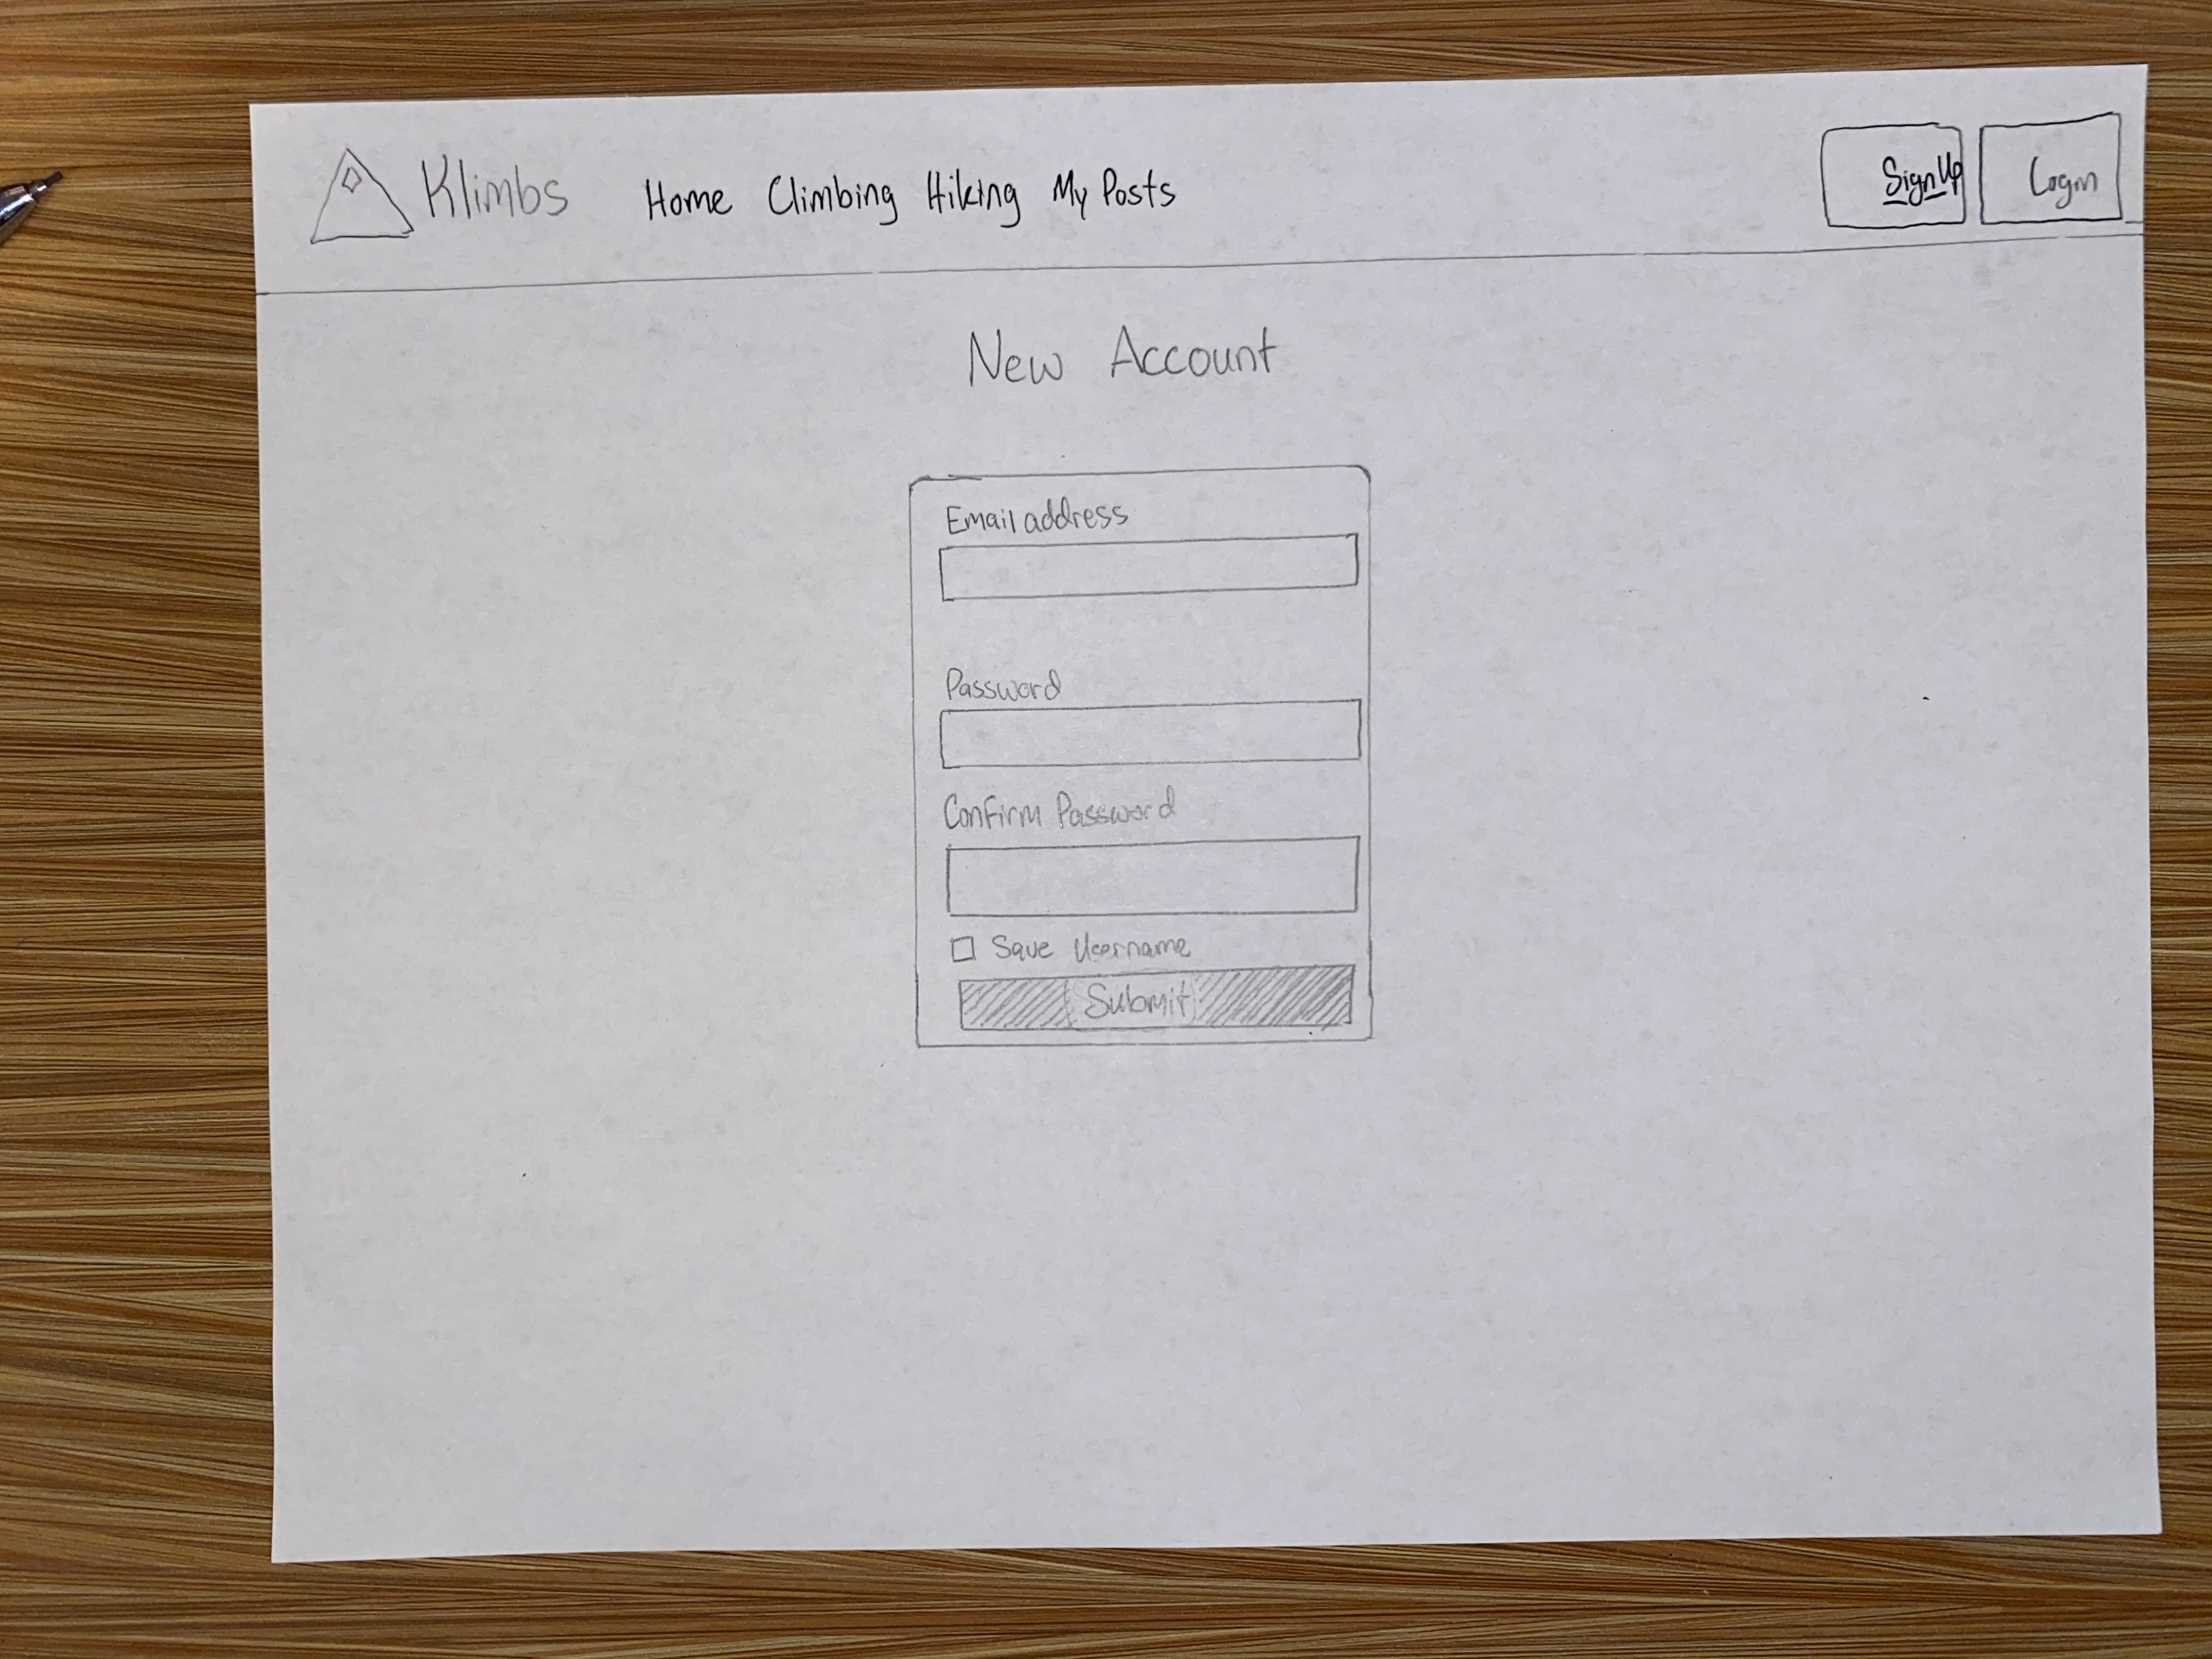 Klimbs Home Climbing Hiking My Posts Sign Up Login
New Account
Email address
Password
Confirm Password
Save Username
Submit